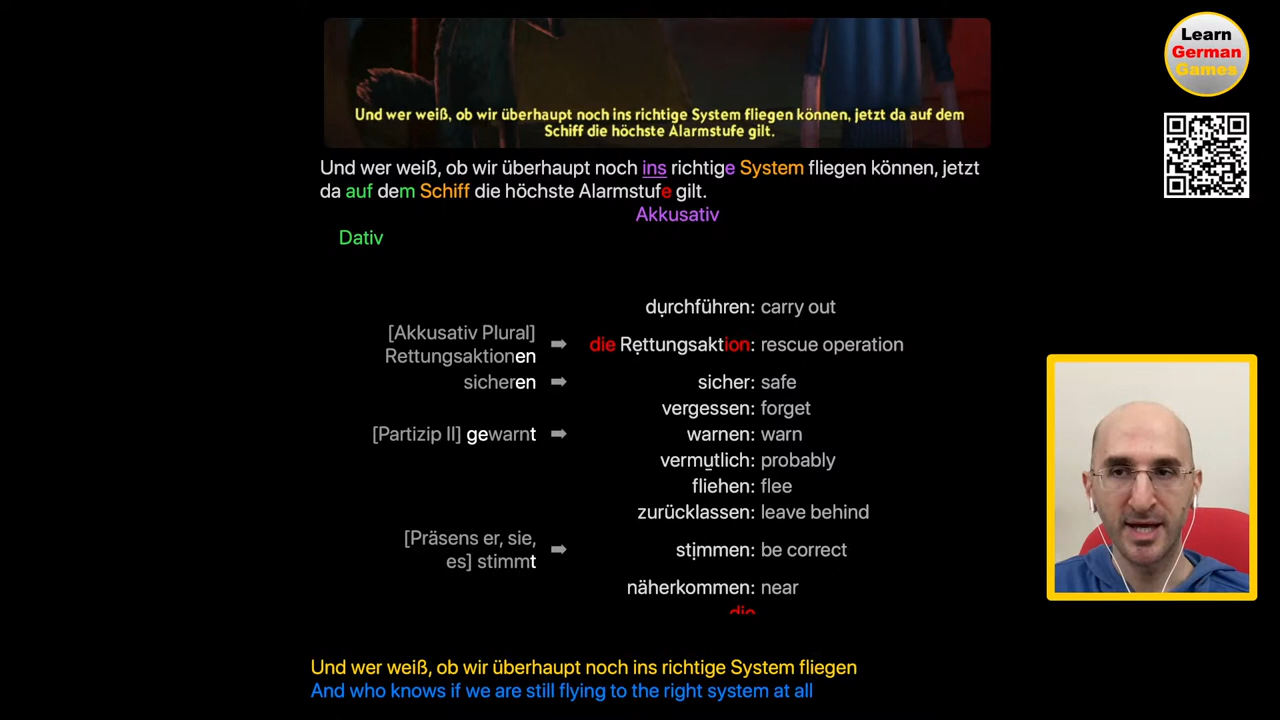 Learn
German
Games
Und wer weiß, ob wir überhaupt noch ins richtige System fliegen können, jetzt da auf dem
Schiff die höchste Alarmstufe gilt.
Und wer weiß, ob wir überhaupt noch ins richtige System fliegen können, jetzt
da auf dem Schiff die höchste Alarmstufe gilt.
Akkusativ
Dativ
durchführen: carry out
[Akkusativ Plural]
Rettungsaktionen ➡ die Rettungsaktion: rescue operation
sicheren ➡ sicher: safe
vergessen: forget
[Partizip II] gewarnt ➡ warnen: warn
vermutlich: probably
fliehen: flee
zurücklassen: leave behind
[Präsens er, sie,
es] stimmt ➡ stimmen: be correct
näherkommen: near
die
Und wer weiß, ob wir überhaupt noch ins richtige System fliegen
And who knows if we are still flying to the right system at all